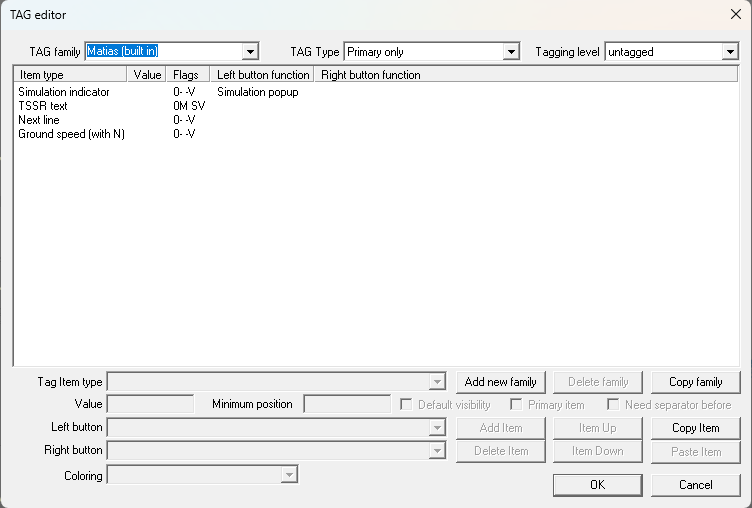 TAG editor
TAG family Matias (built in) TAG Type Primary only Tagging level untagged
Item type Value Flags Left button function Right button function
Simulation indicator 0- -V Simulation popup
TSSR text 0M SV
Next line 0- -V
Ground speed (with N) 0- -V
Tag Item type Add new family Delete family Copy family
Value Minimum position Default visibility Primary item Need separator before
Left button Add Item Item Up Copy Item
Right button Delete Item Item Down Paste Item
Coloring OK Cancel